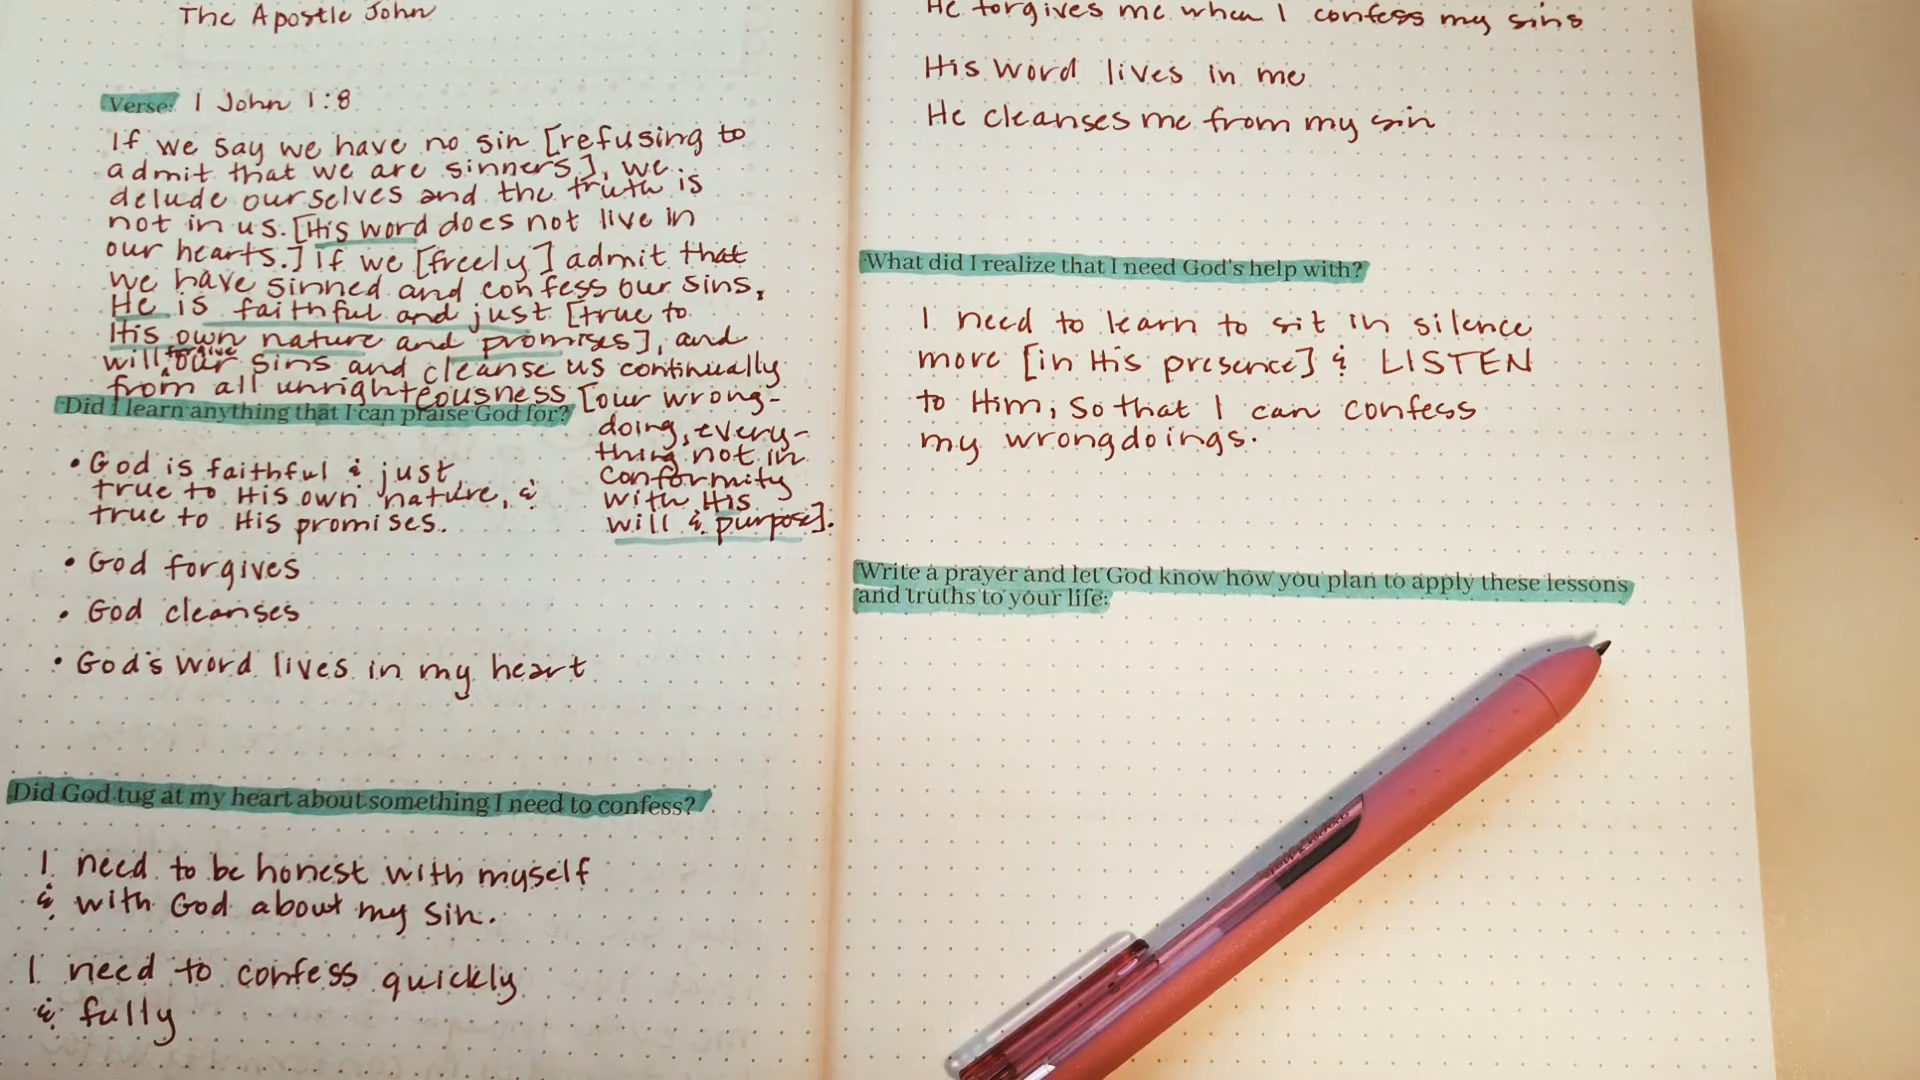 The Apostle John
Verse: 1 John 1:8
If we say we have no sin [refusing to
admit that we are sinners], we
delude ourselves and the truth is
not in us. [His word does not live in
our hearts.] If we [freely] admit that
we have sinned and confess our sins,
He is faithful and just [true to
His own nature and promises], and
will forgive our sins and cleanse us continually
from all unrighteousness [our wrong-
doing, every-
thing not in
conformity
with His
will & purpose].
Did I learn anything that I can praise God for?
• God is faithful & just,
true to His own nature, &
true to His promises.
• God forgives
• God cleanses
• God's word lives in my heart
Did God tug at my heart about something I need to confess?
I need to be honest with myself
& with God about my sin.
I need to confess quickly
& fully
He forgives me when I confess my sins
His word lives in me
He cleanses me from my sin
What did I realize that I need God's help with?
I need to learn to sit in silence
more [in His presence] & LISTEN
to Him, so that I can confess
my wrongdoings.
Write a prayer and let God know how you plan to apply these lessons
and truths to your life: